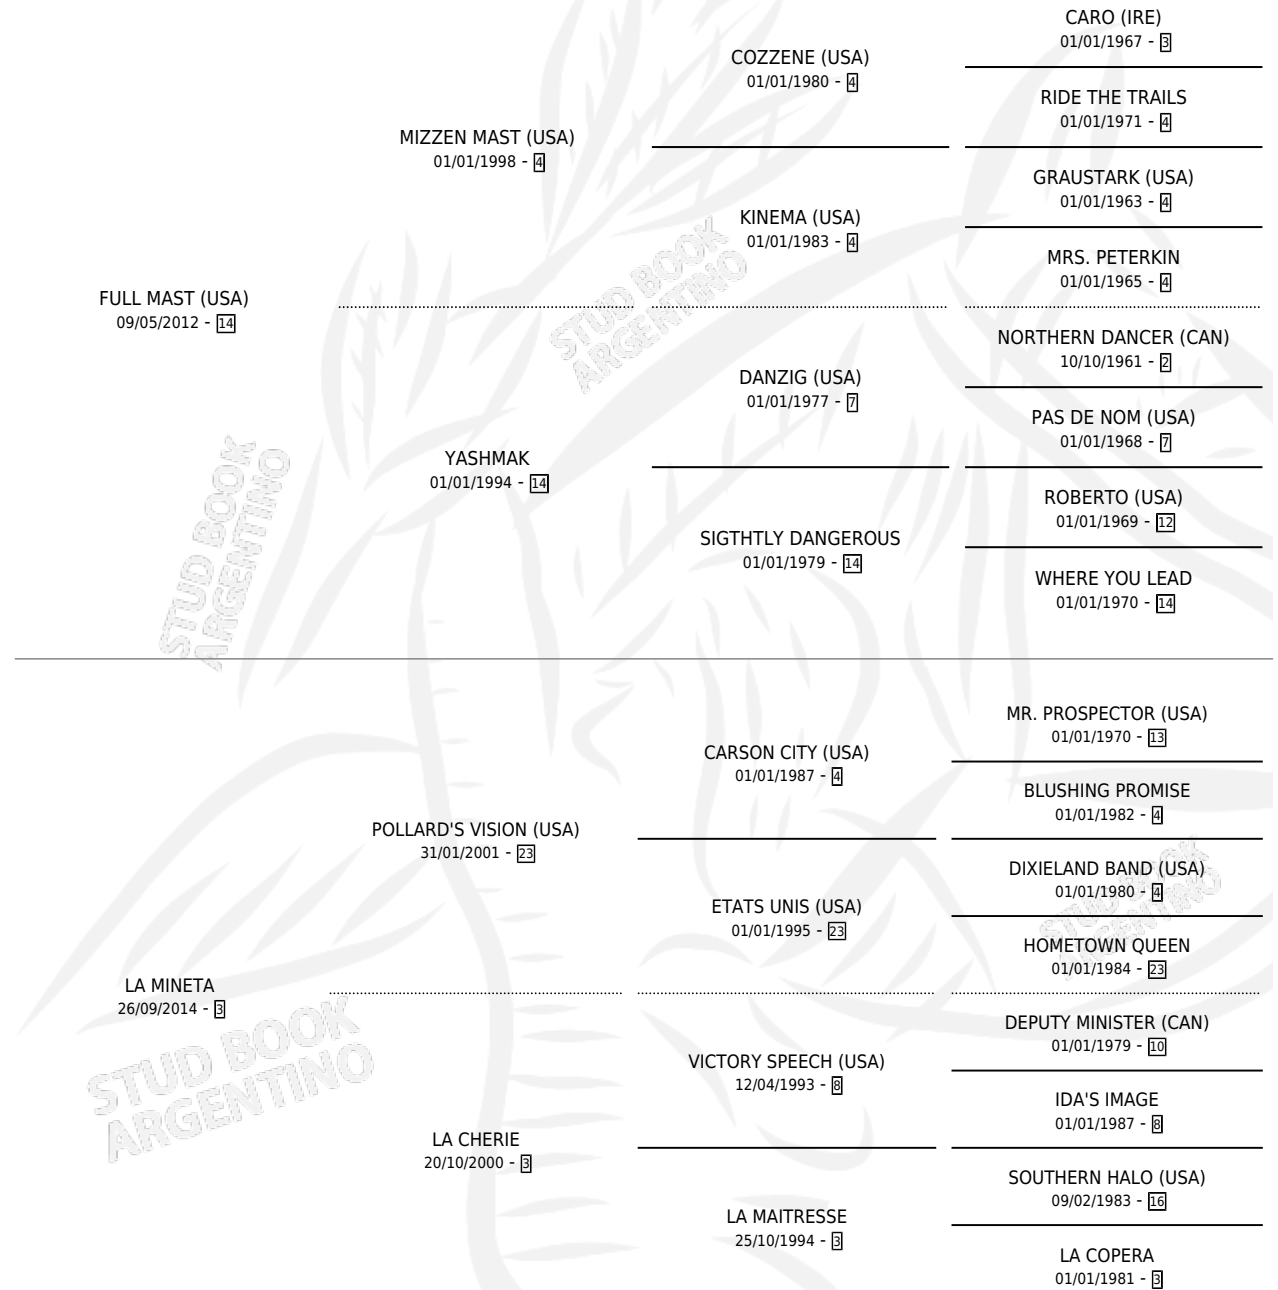 CARO (IRE)
01/01/1967 - 3
COZZENE (USA)
01/01/1980 - 4
RIDE THE TRAILS
01/01/1971 - 4
MIZZEN MAST (USA)
01/01/1998 - 4
GRAUSTARK (USA)
01/01/1963 - 4
KINEMA (USA)
01/01/1983 - 4
MRS. PETERKIN
01/01/1965 - 4
FULL MAST (USA)
09/05/2012 - 14
NORTHERN DANCER (CAN)
10/10/1961 - 2
DANZIG (USA)
01/01/1977 - 7
PAS DE NOM (USA)
01/01/1968 - 7
YASHMAK
01/01/1994 - 14
ROBERTO (USA)
01/01/1969 - 12
SIGTHTLY DANGEROUS
01/01/1979 - 14
WHERE YOU LEAD
01/01/1970 - 14
MR. PROSPECTOR (USA)
01/01/1970 - 13
CARSON CITY (USA)
01/01/1987 - 4
BLUSHING PROMISE
01/01/1982 - 4
POLLARD'S VISION (USA)
31/01/2001 - 23
DIXIELAND BAND (USA)
01/01/1980 - 4
ETATS UNIS (USA)
01/01/1995 - 23
HOMETOWN QUEEN
01/01/1984 - 23
LA MINETA
26/09/2014 - 3
DEPUTY MINISTER (CAN)
01/01/1979 - 10
VICTORY SPEECH (USA)
12/04/1993 - 8
IDA'S IMAGE
01/01/1987 - 8
LA CHERIE
20/10/2000 - 3
SOUTHERN HALO (USA)
09/02/1983 - 16
LA MAITRESSE
25/10/1994 - 3
LA COPERA
01/01/1981 - 3
STUD BOOK
ARGENTINO
STUD BOOK
ARGENTINO
STUD BOOK
ARGENTINO
STUD BOOK
ARGENTINO